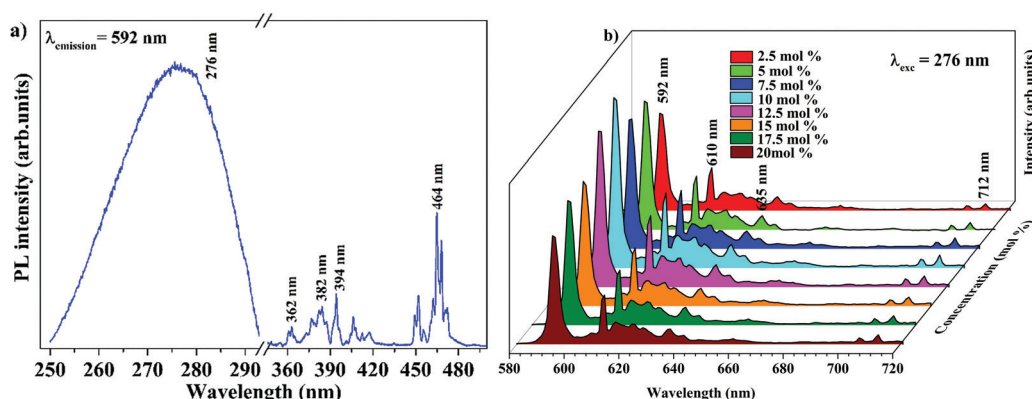 a)
λemission = 592 nm
276 nm
362 nm
382 nm
394 nm
464 nm
PL intensity (arb.units)
250 260 270 280 290 360 390 420 450 480
Wavelength (nm)
b)
λexc = 276 nm
2.5 mol %
5 mol %
7.5 mol %
10 mol %
12.5 mol %
15 mol %
17.5 mol %
20mol %
592 nm
610 nm
635 nm
712 nm
Intensity (arb.units)
Concentration (mol %)
580 600 620 640 660 680 700 720
Wavelength (nm)